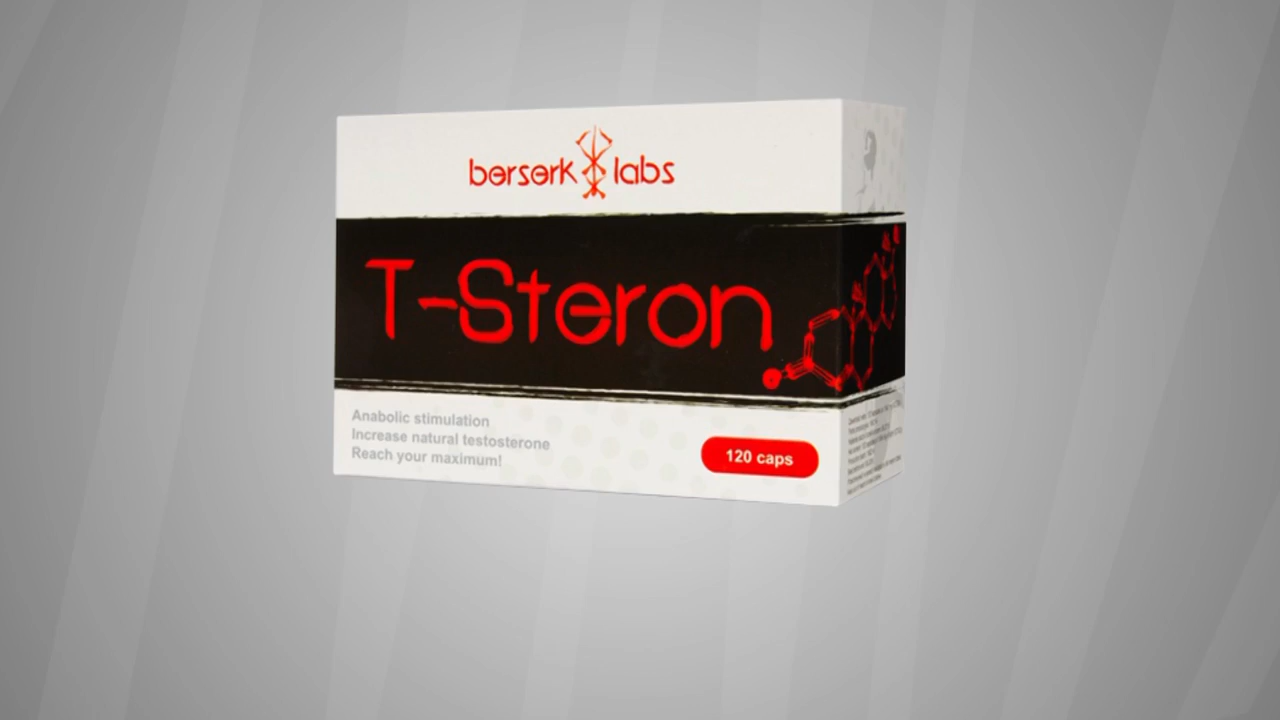 berserk labs
T-Steron
Anabolic stimulation
Increase natural testosterone
Reach your maximum!
120 caps